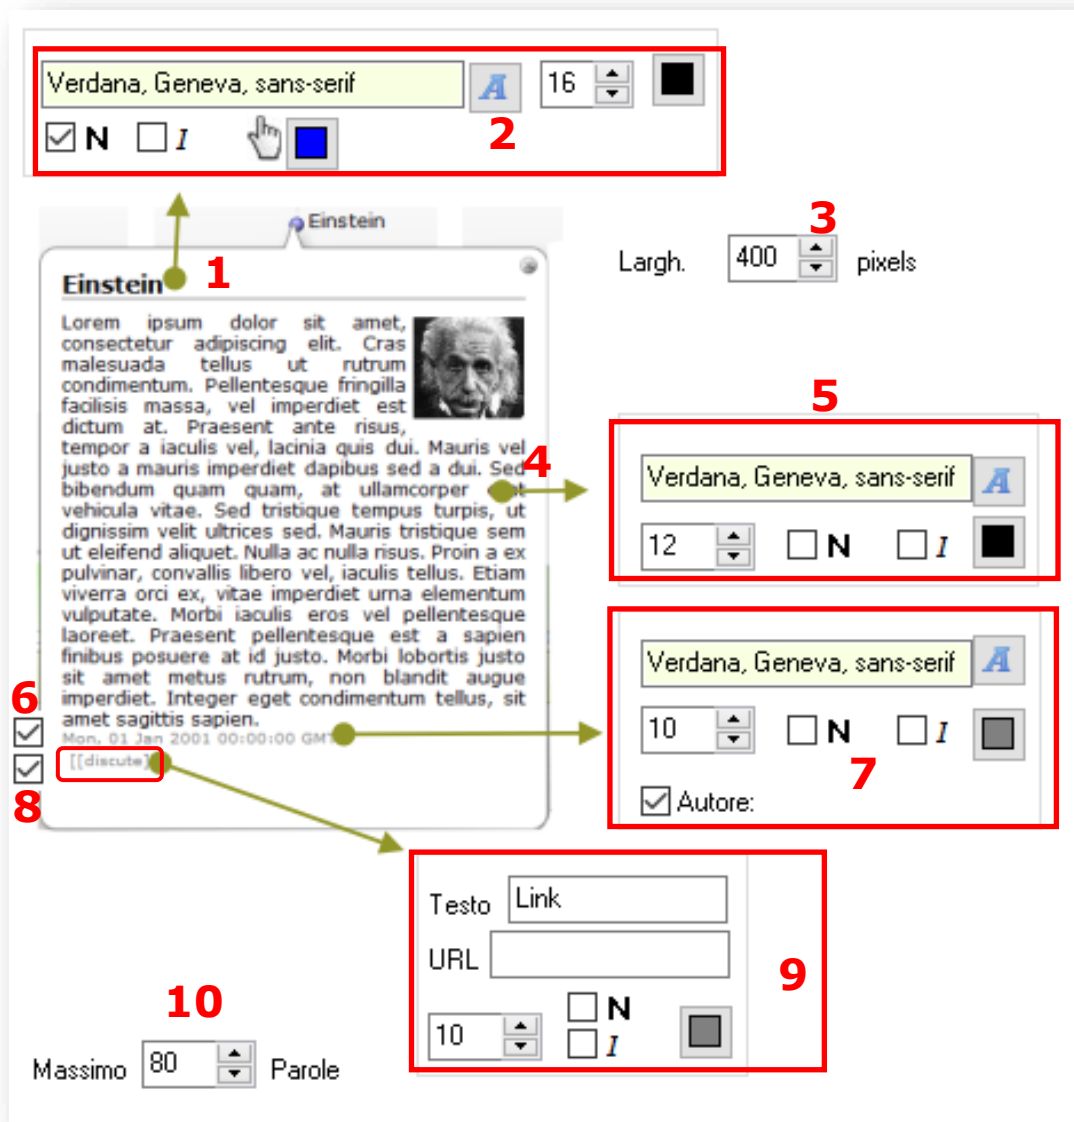 Verdana, Geneva, sans-serif A 16
N I 2
Einstein
3
Largh. 400 pixels
Einstein 1
Lorem ipsum dolor sit amet,
consectetur adipiscing elit. Cras
malesuada tellus ut rutrum
condimentum. Pellentesque fringilla
facilisis massa, vel imperdiet est
dictum at. Praesent ante risus,
tempor a iaculis vel, lacinia quis dui. Mauris vel
justo a mauris imperdiet dapibus sed a dui. Sed
bibendum quam quam, at ullamcorper
vehicula vitae. Sed tristique tempus turpis, ut
dignissim velit ultrices sed. Mauris tristique sem
ut eleifend aliquet. Nulla ac nulla risus. Proin a ex
pulvinar, convallis libero vel, iaculis tellus. Etiam
viverra orci ex, vitae imperdiet urna elementum
vulputate. Morbi iaculis eros vel pellentesque
laoreet. Praesent pellentesque est a sapien
finibus posuere at id justo. Morbi lobortis justo
sit amet metus rutrum, non blandit augue
imperdiet. Integer eget condimentum tellus, sit
amet sagittis sapien.
Mon, 01 Jan 2001 00:00:00 GMT
[[discute]
4
5
Verdana, Geneva, sans-serif A
12 N I
6
8
Verdana, Geneva, sans-serif A
10 N I
7
Autore:
Testo Link
URL
9
10 N
I
10
Massimo 80 Parole